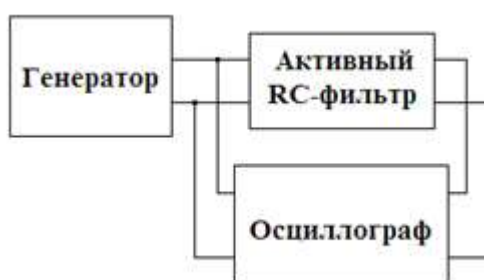 Генератор
Активный
RC-фильтр
Осциллограф